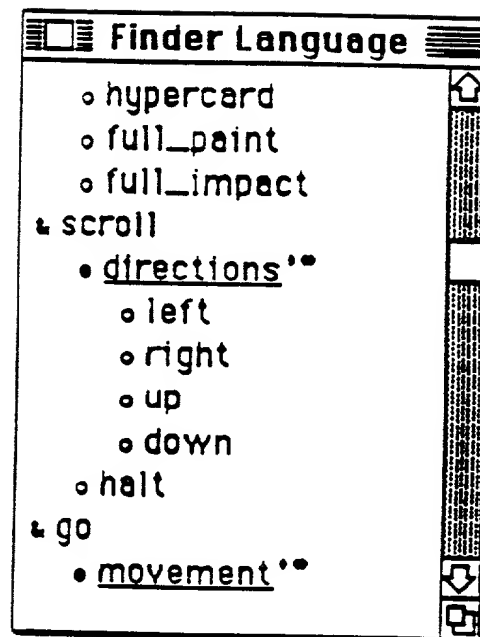 Finder Language
hypercard
full_paint
full_impact
& scroll
directions'∞
left
right
up
down
halt
& go
movement'∞